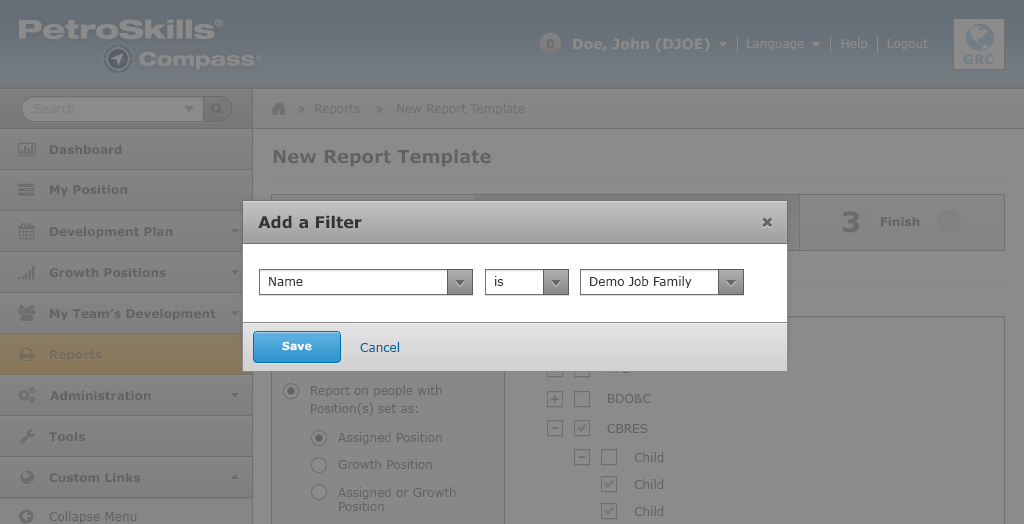 PetroSkills®
Compass®
0 Doe, John (DJOE) Language Help Logout
GRC
Search
» Reports » New Report Template
Dashboard
My Position
Development Plan
Growth Positions
My Team's Development
Reports
Administration
Tools
Custom Links
Collapse Menu
New Report Template
3 Finish
Add a Filter
Name is Demo Job Family
Save Cancel
Report on people with
Position(s) set as:
Assigned Position
Growth Position
Assigned or Growth
Position
BDO&C
CBRES
Child
Child
Child